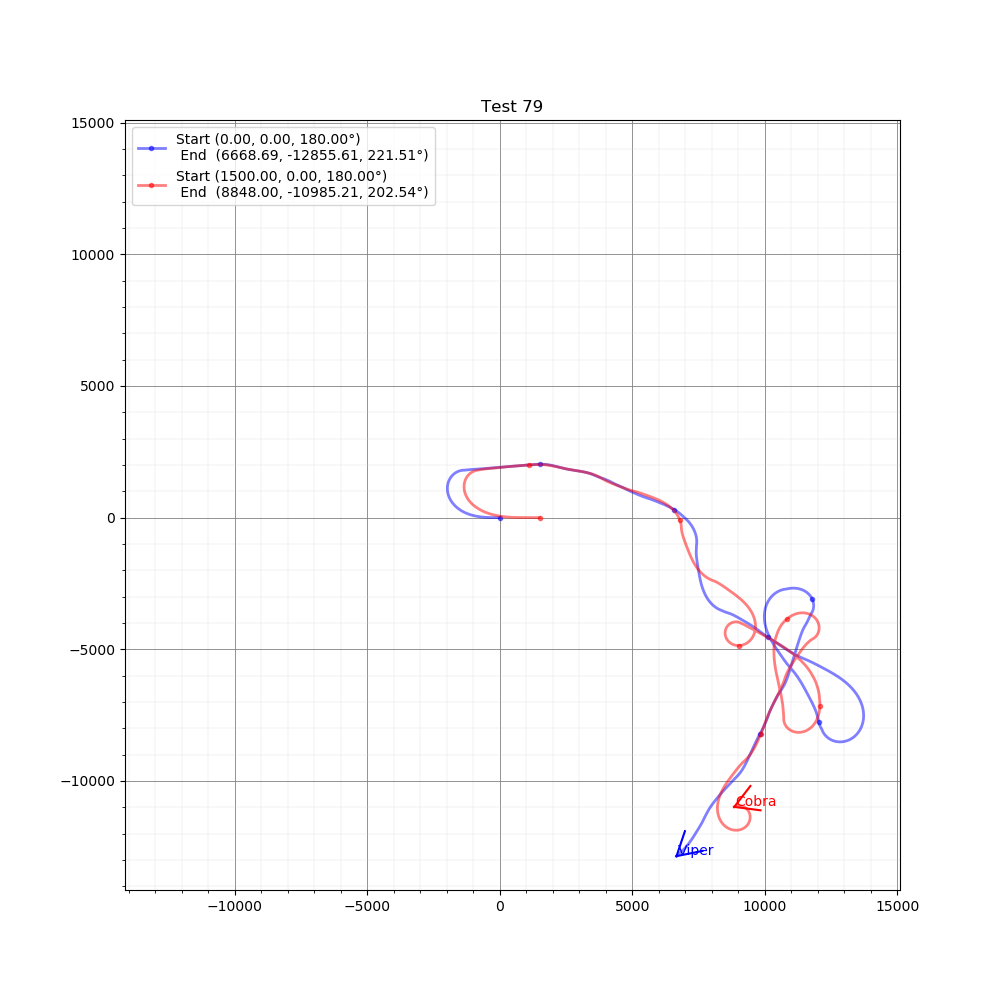 Test 79
Start (0.00, 0.00, 180.00°)
End (6668.69, -12855.61, 221.51°)
Start (1500.00, 0.00, 180.00°)
End (8848.00, -10985.21, 202.54°)
15000
10000
5000
0
−5000
−10000
Cobra
Viper
−10000 −5000 0 5000 10000 15000